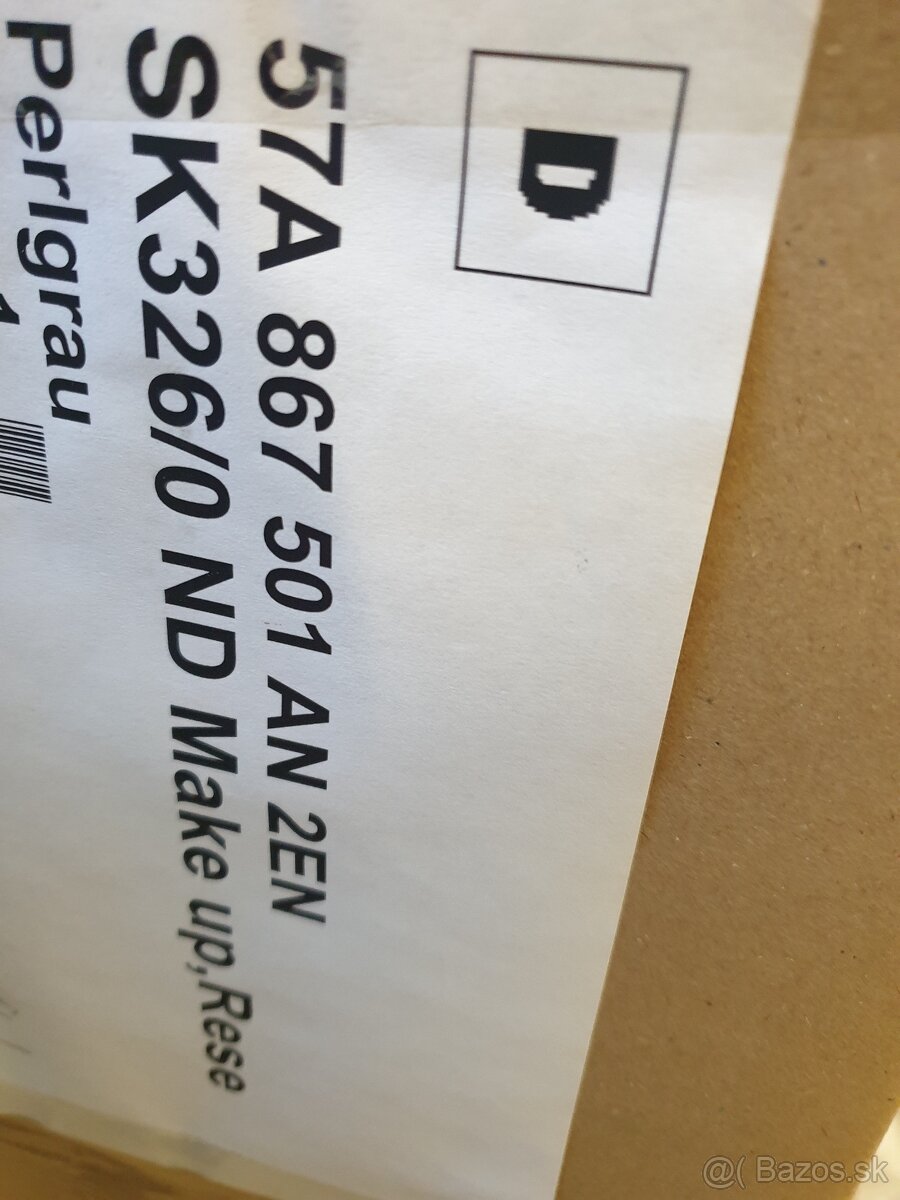 D
57A 867 501 AN 2EN
SK326/0 ND Make up,Rese
Perlgrau
@( Bazos.sk